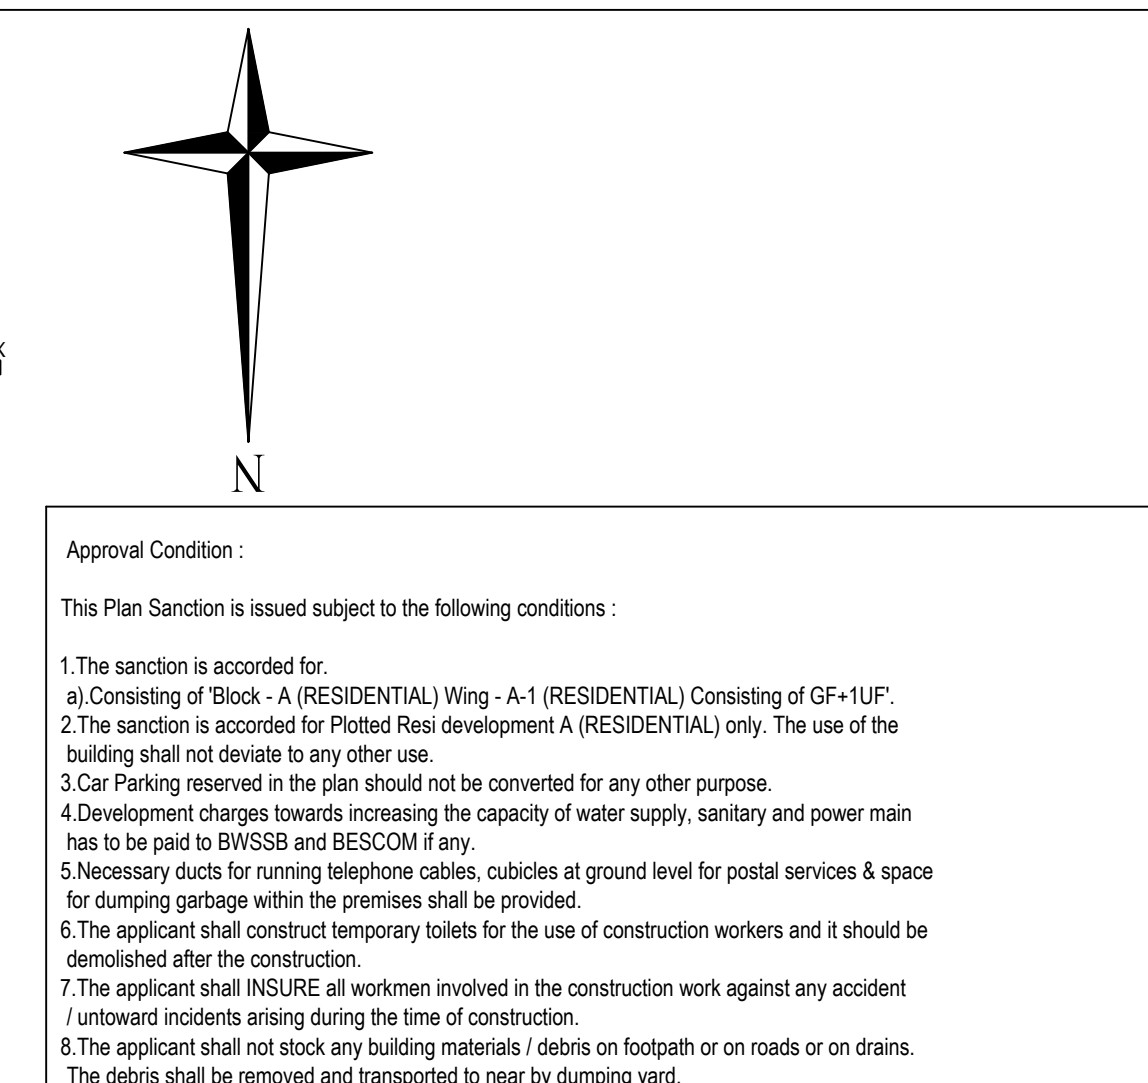 N
Approval Condition :
This Plan Sanction is issued subject to the following conditions :
1.The sanction is accorded for.
a).Consisting of 'Block - A (RESIDENTIAL) Wing - A-1 (RESIDENTIAL) Consisting of GF+1UF'.
2.The sanction is accorded for Plotted Resi development A (RESIDENTIAL) only. The use of the
building shall not deviate to any other use.
3.Car Parking reserved in the plan should not be converted for any other purpose.
4.Development charges towards increasing the capacity of water supply, sanitary and power main
has to be paid to BWSSB and BESCOM if any.
5.Necessary ducts for running telephone cables, cubicles at ground level for postal services & space
for dumping garbage within the premises shall be provided.
6.The applicant shall construct temporary toilets for the use of construction workers and it should be
demolished after the construction.
7.The applicant shall INSURE all workmen involved in the construction work against any accident
/ untoward incidents arising during the time of construction.
8.The applicant shall not stock any building materials / debris on footpath or on roads or on drains.
The debris shall be removed and transported to near by dumping yard.